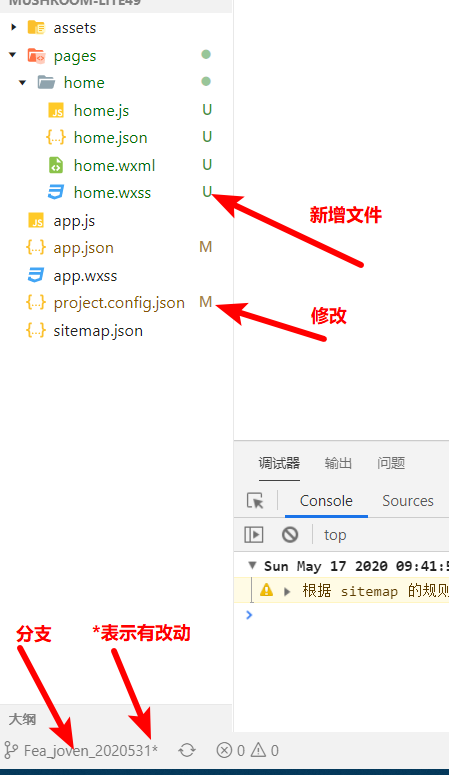 MUSHROOM-LITE49
assets
pages
home
home.js U
home.json U
home.wxml U
home.wxss U
新增文件
app.js
app.json M
app.wxss
project.config.json M
修改
sitemap.json
调试器 输出 问题
Console Sources
top
Sun May 17 2020 09:41:5
根据 sitemap 的规则
分支
*表示有改动
大纲
Fea_joven_2020531* 0 0